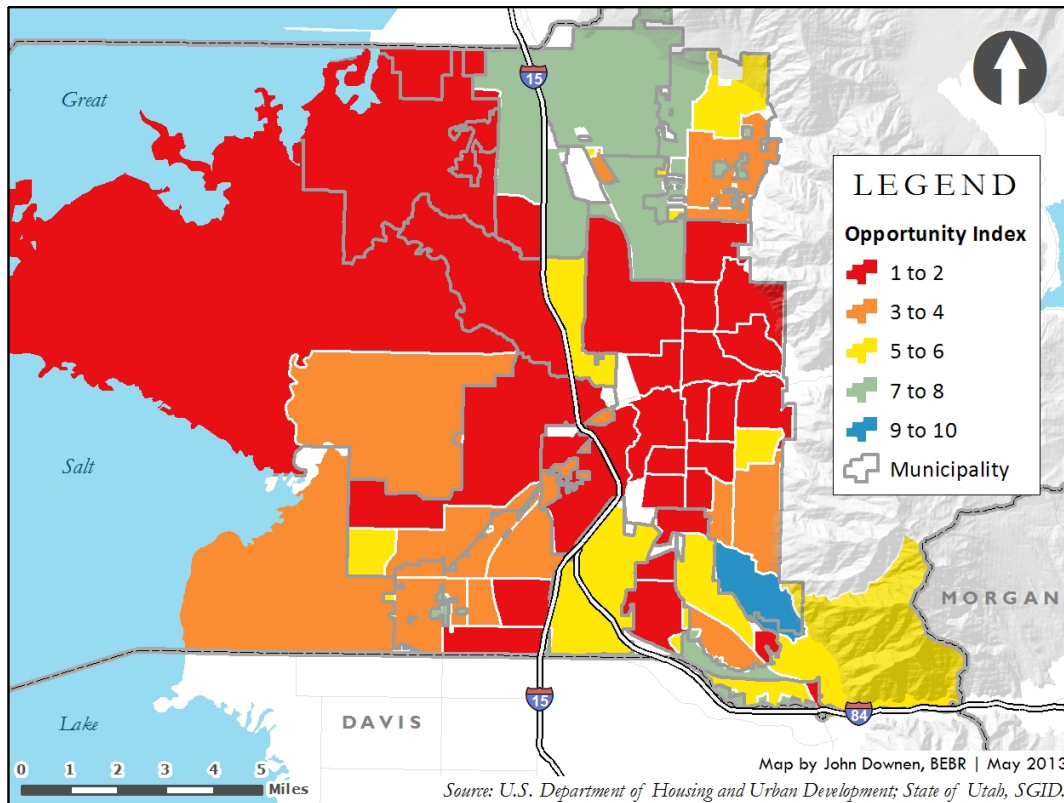 Great
15
LEGEND
Opportunity Index
1 to 2
3 to 4
5 to 6
7 to 8
9 to 10
Municipality
Salt
MORGAN
Lake
DAVIS
15
84
0 1 2 3 4 5
Miles
Map by John Downen, BEBR | May 2013
Source: U.S. Department of Housing and Urban Development; State of Utah, SGID